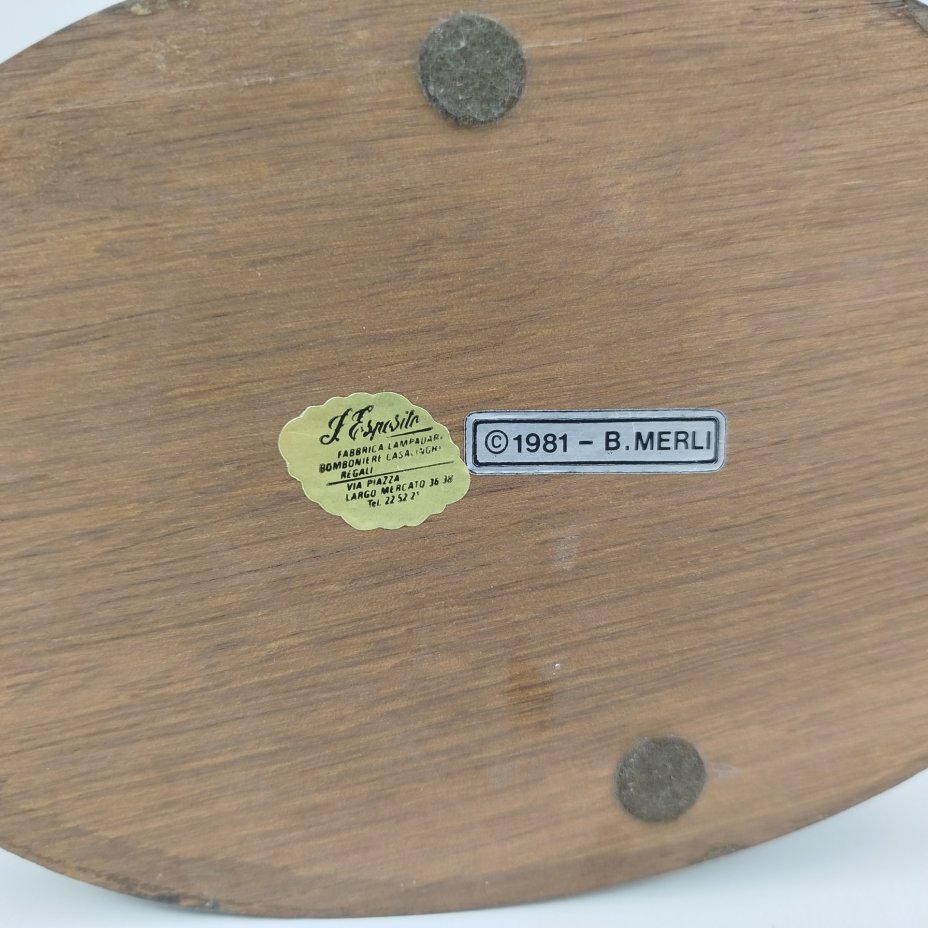 Esposito
FABBRICA LAMPADARI
BOMBONIERE CASALINGHI
REGALI
VIA PIAZZA
LARGO MERCATO 36 38
Tel. 22 52 21
© 1981 - B. MERLI